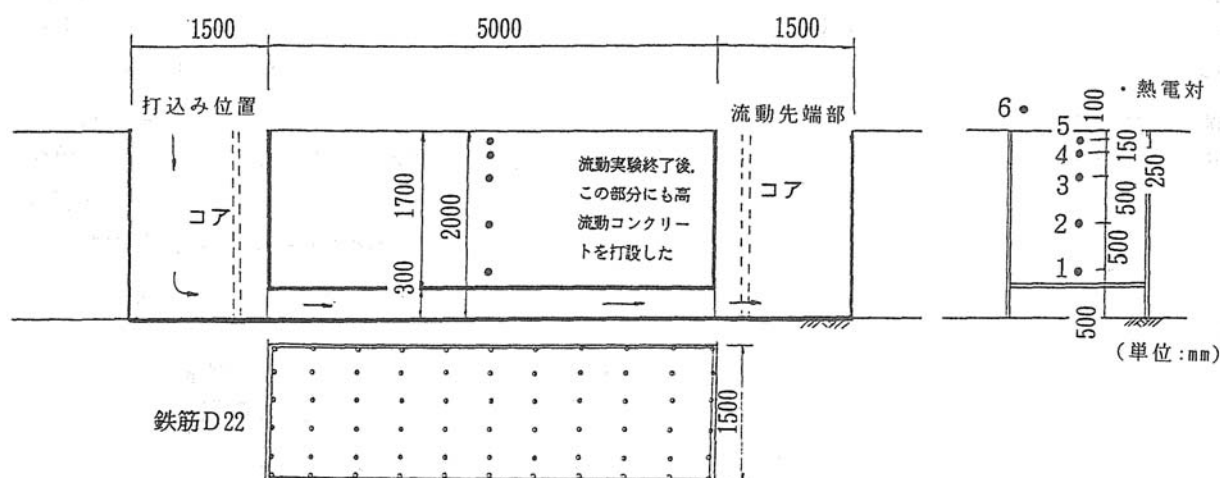 1500
5000
1500
打込み位置
コア
1700
2000
300
流動実験終了後,
この部分にも高
流動コンクリー
トを打設した
流動先端部
コア
・熱電対
6
5
4
3
2
1
100
150
250
500
500
500
(単位:mm)
鉄筋D22
1500